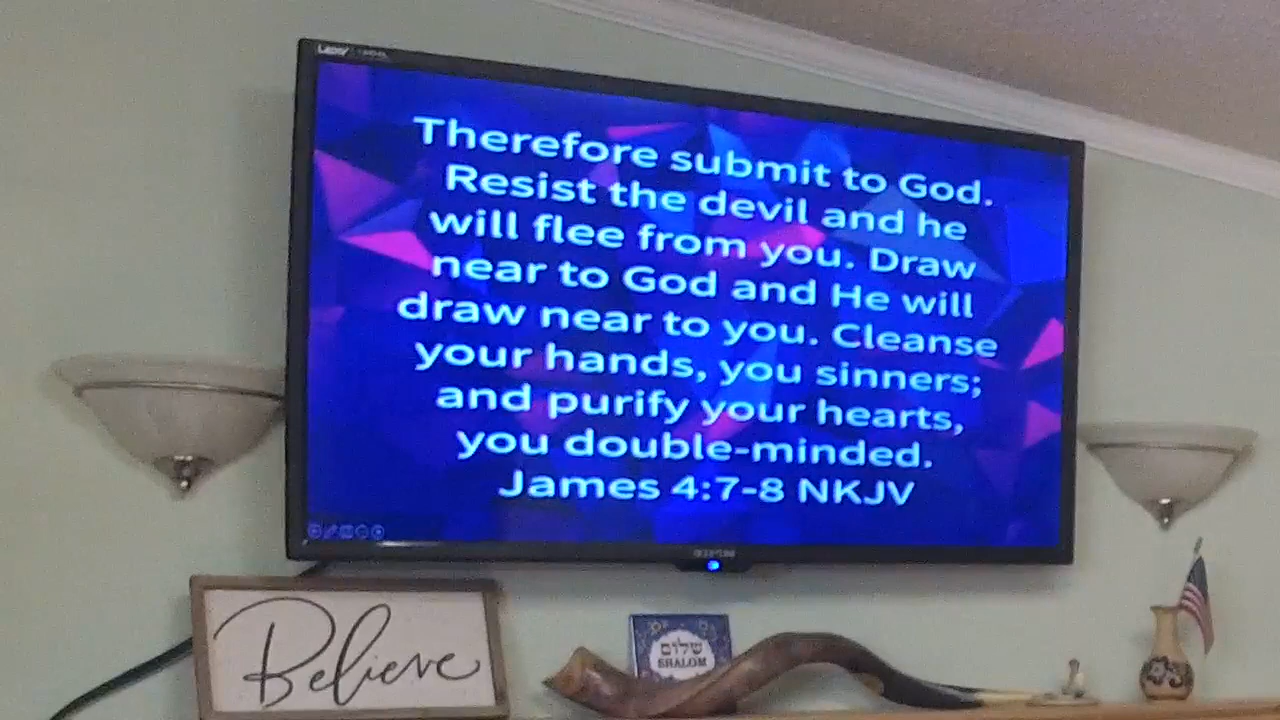 Therefore submit to God.
Resist the devil and he
will flee from you. Draw
near to God and He will
draw near to you. Cleanse
your hands, you sinners;
and purify your hearts,
you double-minded.
James 4:7-8 NKJV
Believe
שלום
SHALOM